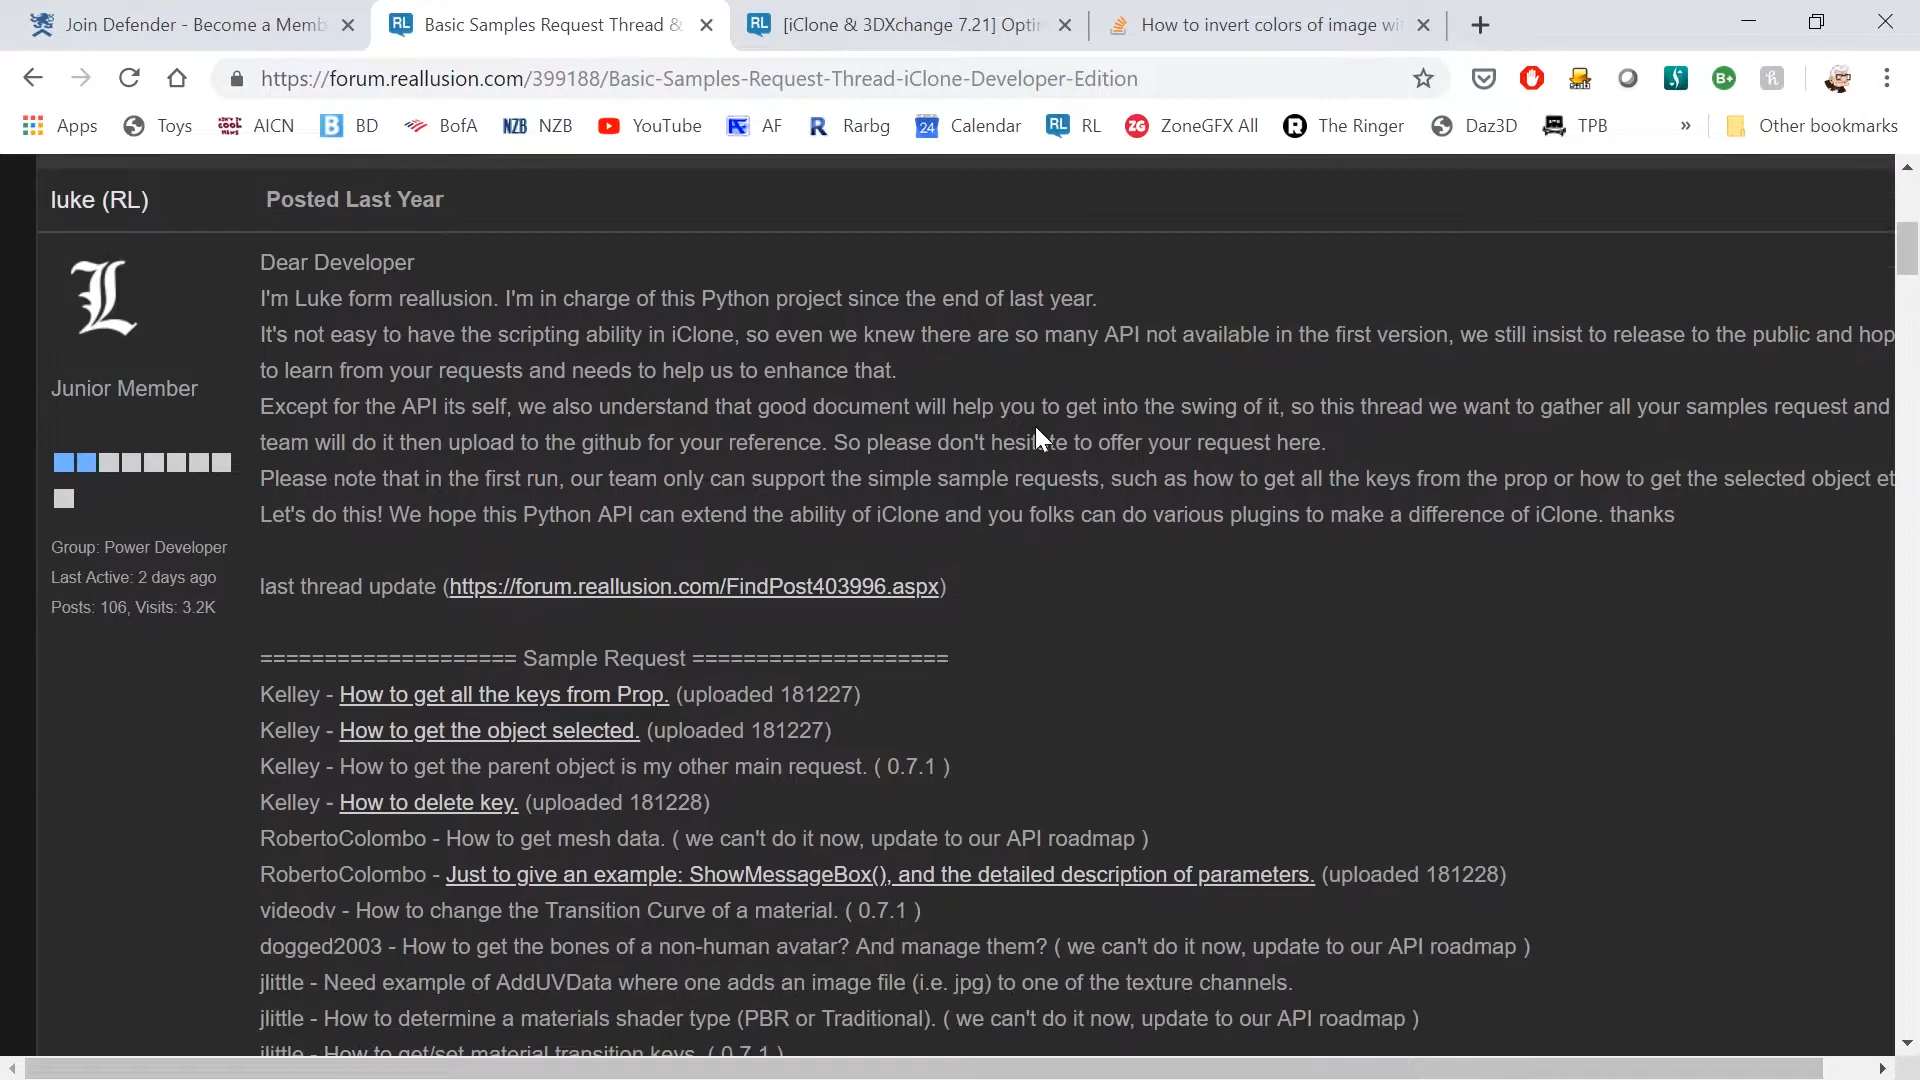 Join Defender - Become a Memb
Basic Samples Request Thread &
[iClone & 3DXchange 7.21] Opti
How to invert colors of image wi
https://forum.reallusion.com/399188/Basic-Samples-Request-Thread-iClone-Developer-Edition
Apps Toys AICN BD BofA NZB NZB YouTube AF Rarbg 24 Calendar RL RL ZG ZoneGFX All The Ringer Daz3D TPB » Other bookmarks
luke (RL)
Posted Last Year
Dear Developer
I'm Luke form reallusion. I'm in charge of this Python project since the end of last year.
It's not easy to have the scripting ability in iClone, so even we knew there are so many API not available in the first version, we still insist to release to the public and hop
to learn from your requests and needs to help us to enhance that.
Junior Member
Except for the API its self, we also understand that good document will help you to get into the swing of it, so this thread we want to gather all your samples request and
team will do it then upload to the github for your reference. So please don't hesitate to offer your request here.
Please note that in the first run, our team only can support the simple sample requests, such as how to get all the keys from the prop or how to get the selected object et
Let's do this! We hope this Python API can extend the ability of iClone and you folks can do various plugins to make a difference of iClone. thanks
Group: Power Developer
Last Active: 2 days ago
Posts: 106, Visits: 3.2K
last thread update (https://forum.reallusion.com/FindPost403996.aspx)
==================== Sample Request ====================
Kelley - How to get all the keys from Prop. (uploaded 181227)
Kelley - How to get the object selected. (uploaded 181227)
Kelley - How to get the parent object is my other main request. ( 0.7.1 )
Kelley - How to delete key. (uploaded 181228)
RobertoColombo - How to get mesh data. ( we can't do it now, update to our API roadmap )
RobertoColombo - Just to give an example: ShowMessageBox(), and the detailed description of parameters. (uploaded 181228)
videodv - How to change the Transition Curve of a material. ( 0.7.1 )
dogged2003 - How to get the bones of a non-human avatar? And manage them? ( we can't do it now, update to our API roadmap )
jlittle - Need example of AddUVData where one adds an image file (i.e. jpg) to one of the texture channels.
jlittle - How to determine a materials shader type (PBR or Traditional). ( we can't do it now, update to our API roadmap )
jlittle - How to get/set material transition keys. ( 0.7.1 )